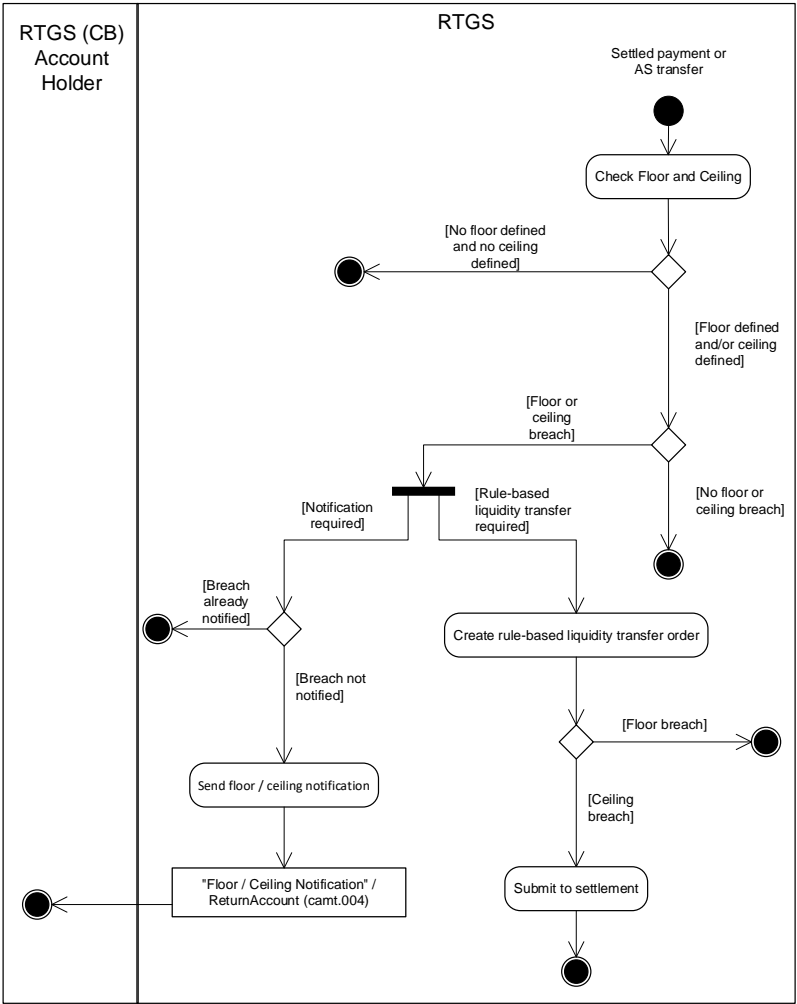 RTGS (CB)
Account
Holder
RTGS
Settled payment or
AS transfer
Check Floor and Ceiling
[No floor defined
and no ceiling
defined]
[Floor defined
and/or ceiling
defined]
[Floor or
ceiling
breach]
[No floor or
ceiling breach]
[Notification
required]
[Rule-based
liquidity transfer
required]
[Breach
already
notified]
Create rule-based liquidity transfer order
[Breach not
notified]
[Floor breach]
Send floor / ceiling notification
[Ceiling
breach]
"Floor / Ceiling Notification" /
ReturnAccount (camt.004)
Submit to settlement